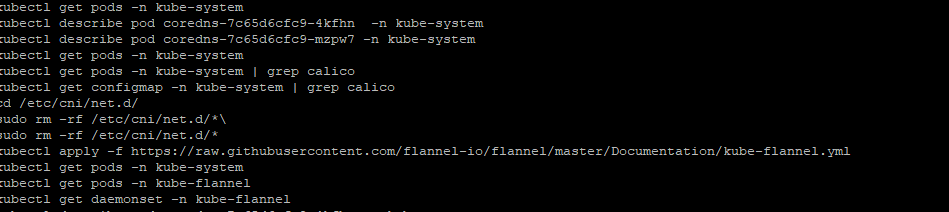 kubectl get pods -n kube-system
kubectl describe pod coredns-7c65d6cfc9-4kfhn  -n kube-system
kubectl describe pod coredns-7c65d6cfc9-mzpw7 -n kube-system
kubectl get pods -n kube-system
kubectl get pods -n kube-system | grep calico
kubectl get configmap -n kube-system | grep calico
cd /etc/cni/net.d/
sudo rm -rf /etc/cni/net.d/*\
sudo rm -rf /etc/cni/net.d/*
kubectl apply -f https://raw.githubusercontent.com/flannel-io/flannel/master/Documentation/kube-flannel.yml
kubectl get pods -n kube-system
kubectl get pods -n kube-flannel
kubectl get daemonset -n kube-flannel